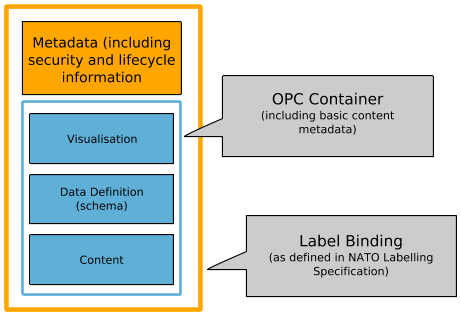 Metadata (including
security and lifecycle
information
Visualisation
Data Definition
(schema)
Content
OPC Container
(including basic content
metadata)
Label Binding
(as defined in NATO Labelling
Specification)